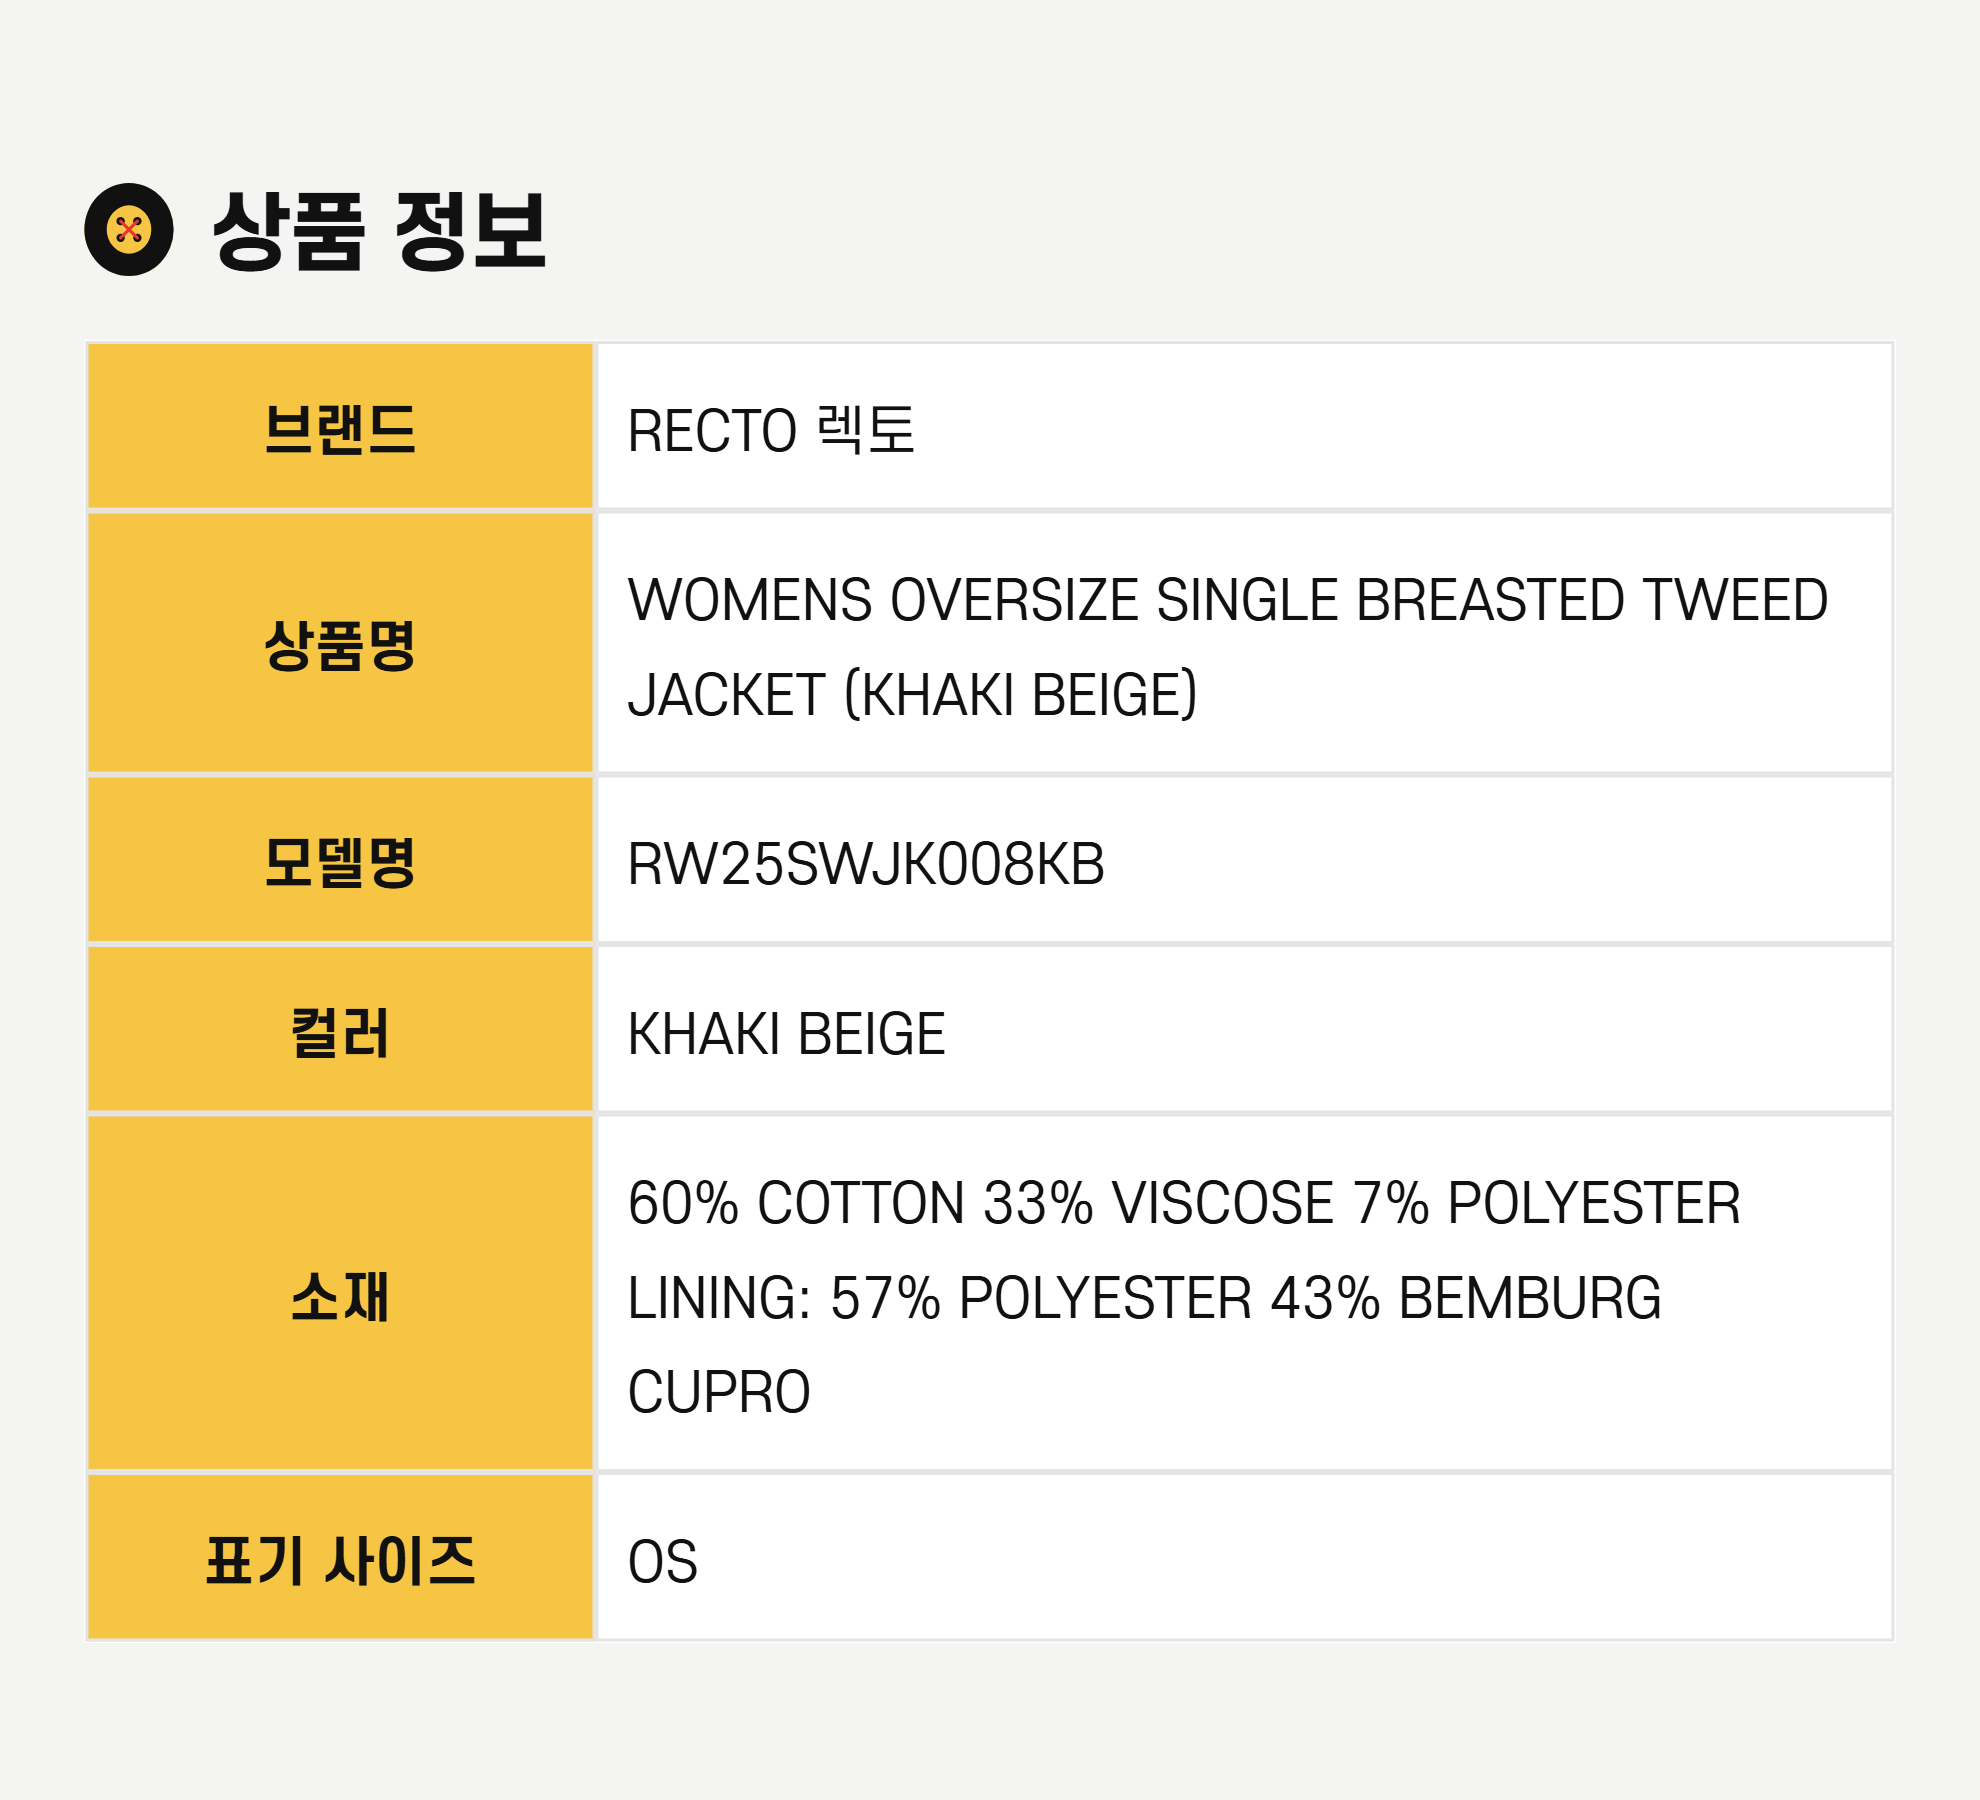 상품 정보
브랜드
RECTO 렉토
상품명
WOMENS OVERSIZE SINGLE BREASTED TWEED
JACKET (KHAKI BEIGE)
모델명
RW25SWJK008KB
컬러
KHAKI BEIGE
소재
60% COTTON 33% VISCOSE 7% POLYESTER
LINING: 57% POLYESTER 43% BEMBURG
CUPRO
표기 사이즈
OS